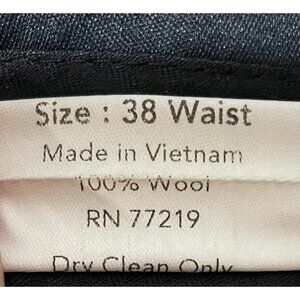 Size : 38 Waist
Made in Vietnam
100% Wool
RN 77219
Dry Clean Only